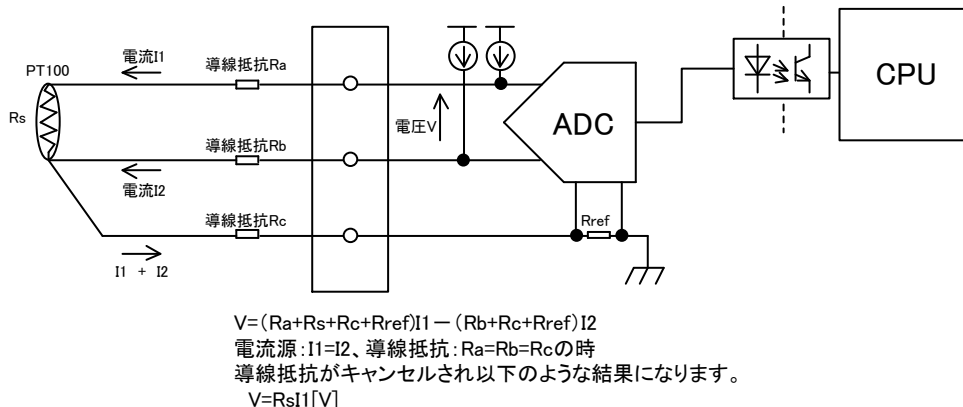 電流I1
PT100
導線抵抗Ra
Rs
電圧V
ADC
CPU
導線抵抗Rb
電流I2
導線抵抗Rc
Rref
I1 + I2
V=(Ra+Rs+Rc+Rref)I1-(Rb+Rc+Rref)I2
電流源:I1=I2、導線抵抗:Ra=Rb=Rcの時
導線抵抗がキャンセルされ以下のような結果になります。
V=RsI1[V]